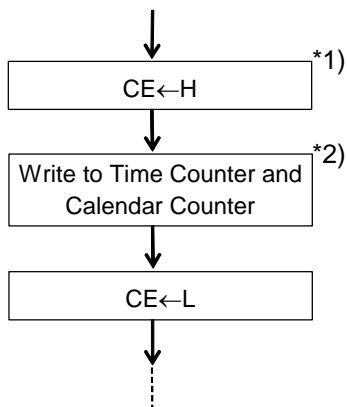 *1)
CE←H
*2)
Write to Time Counter and
Calendar Counter
CE←L